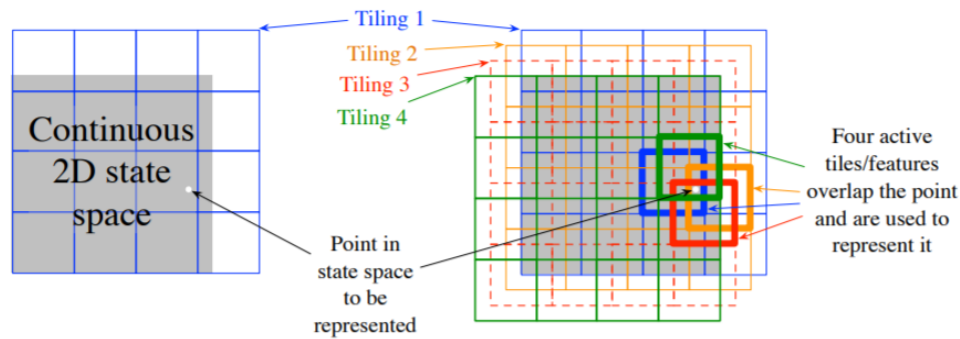 Tiling 1
Tiling 2
Tiling 3
Tiling 4
Continuous
2D state
space
Point in
state space
to be
represented
Four active
tiles/features
overlap the point
and are used to
represent it